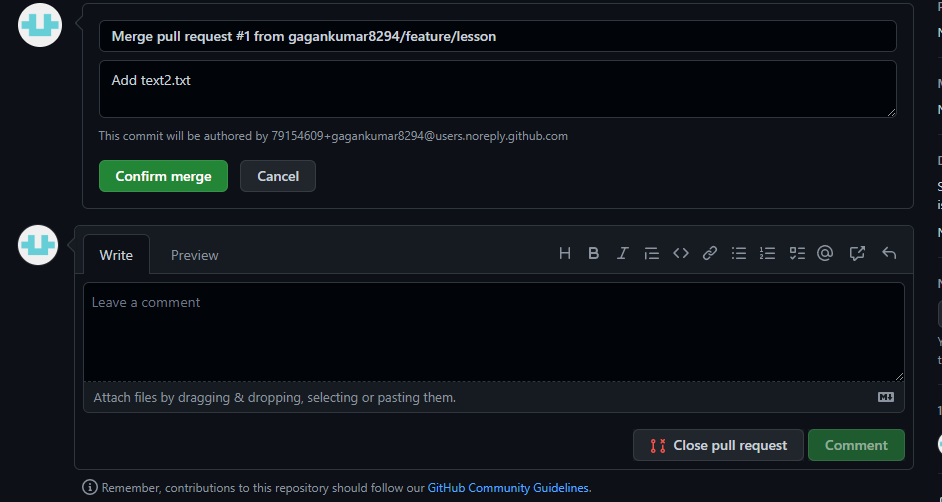 Merge pull request #1 from gagankumar8294/feature/lesson
Add text2.txt
This commit will be authored by 79154609+gagankumar8294@users.noreply.github.com
Confirm merge
Cancel
Write
Preview
Leave a comment
Attach files by dragging & dropping, selecting or pasting them.
Close pull request
Comment
Remember, contributions to this repository should follow our GitHub Community Guidelines.